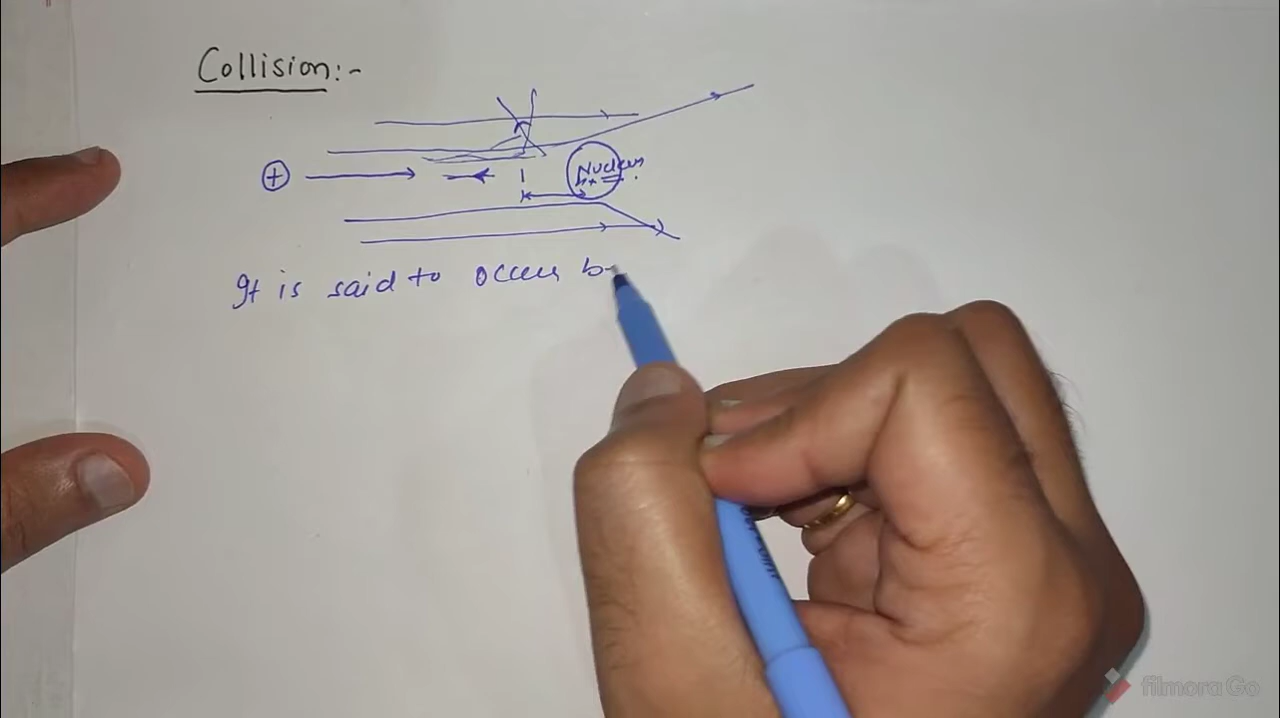 Collision:-
+
Nucleus
++
It is said to occur b
filmora Go